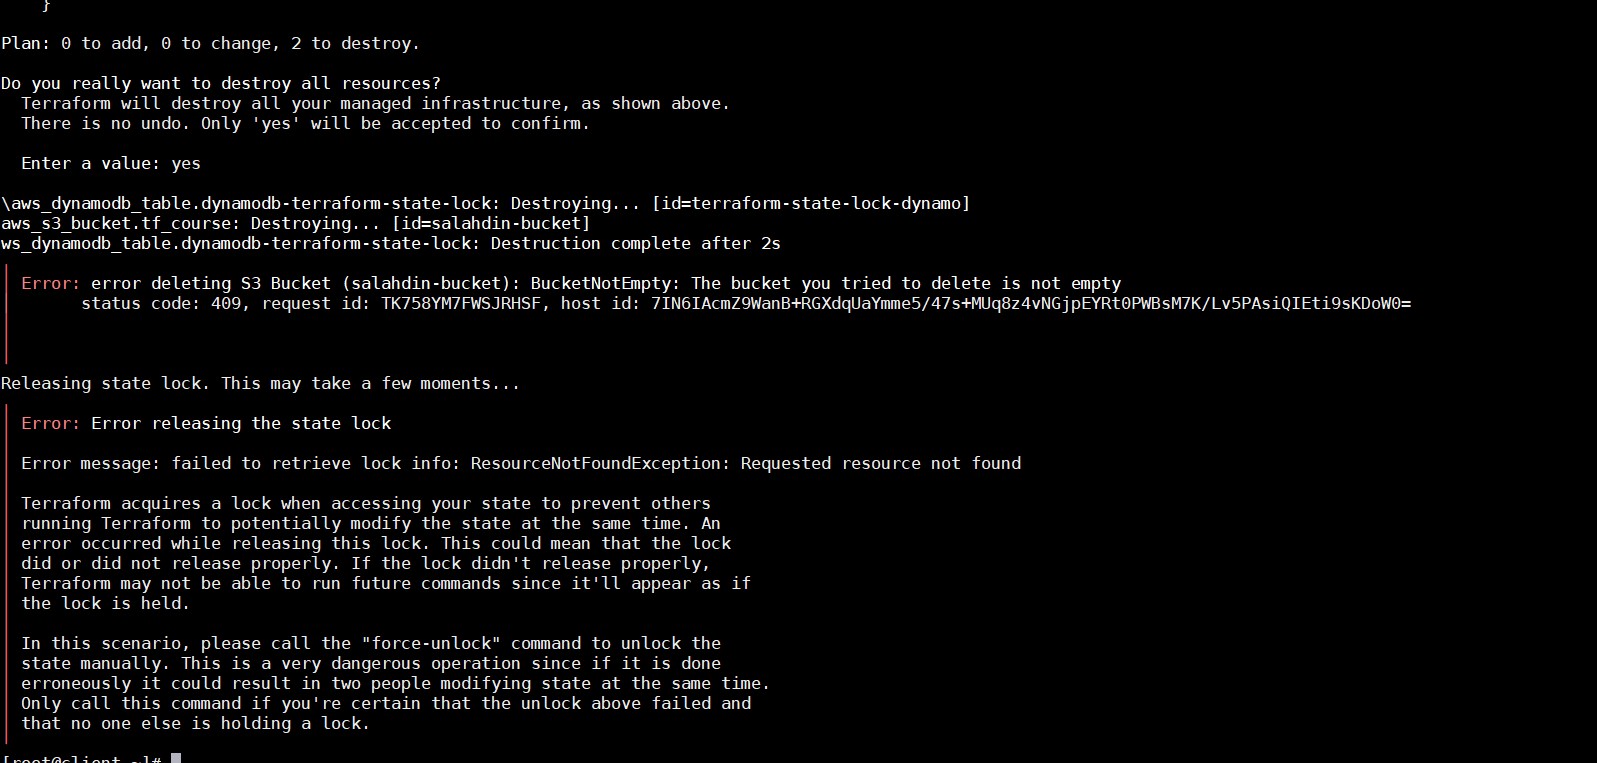 }
Plan: 0 to add, 0 to change, 2 to destroy.
Do you really want to destroy all resources?
Terraform will destroy all your managed infrastructure, as shown above.
There is no undo. Only 'yes' will be accepted to confirm.
Enter a value: yes
\aws_dynamodb_table.dynamodb-terraform-state-lock: Destroying... [id=terraform-state-lock-dynamo]
aws_s3_bucket.tf_course: Destroying... [id=salahdin-bucket]
ws_dynamodb_table.dynamodb-terraform-state-lock: Destruction complete after 2s
Error: error deleting S3 Bucket (salahdin-bucket): BucketNotEmpty: The bucket you tried to delete is not empty
status code: 409, request id: TK758YM7FWSJRHSF, host id: 7IN6IAcmZ9WanB+RGXdqUaYmme5/47s+MUq8z4vNGjpEYRt0PWBsM7K/Lv5PAsiQIEti9sKDoW0=
Releasing state lock. This may take a few moments...
Error: Error releasing the state lock
Error message: failed to retrieve lock info: ResourceNotFoundException: Requested resource not found
Terraform acquires a lock when accessing your state to prevent others
running Terraform to potentially modify the state at the same time. An
error occurred while releasing this lock. This could mean that the lock
did or did not release properly. If the lock didn't release properly,
Terraform may not be able to run future commands since it'll appear as if
the lock is held.
In this scenario, please call the "force-unlock" command to unlock the
state manually. This is a very dangerous operation since if it is done
erroneously it could result in two people modifying state at the same time.
Only call this command if you're certain that the unlock above failed and
that no one else is holding a lock.
[root@client ~]#